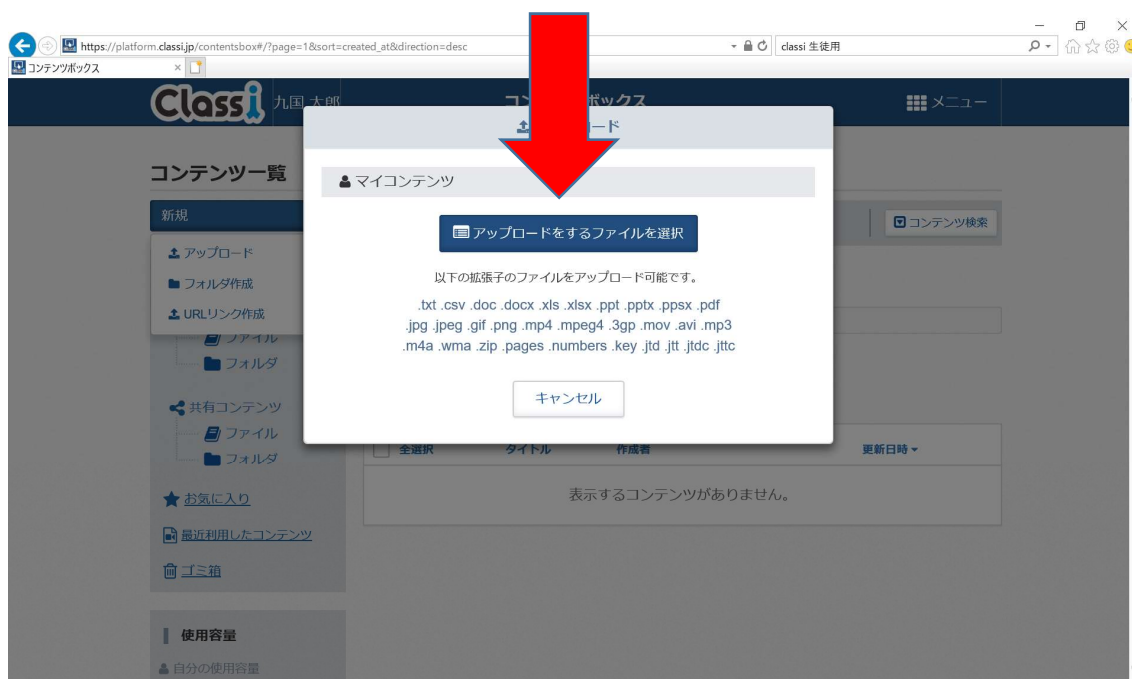 https://platform.classi.jp/contentsbox#/?page=1&sort=created_at&direction=desc
classi 生徒用
コンテンツボックス
Classi
九国 太郎
コン
ボックス
メニュー
ード
コンテンツ一覧
マイコンテンツ
新規
アップロードをするファイルを選択
コンテンツ検索
アップロード
以下の拡張子のファイルをアップロード可能です。
フォルダ作成
.txt .csv .doc .docx .xls .xlsx .ppt .pptx .ppsx .pdf
URLリンク作成
.jpg .jpeg .gif .png .mp4 .mpeg4 .3gp .mov .avi .mp3
ファイル
.m4a .wma .zip .pages .numbers .key .jtd .jtt .jtdc .jttc
フォルダ
キャンセル
共有コンテンツ
ファイル
フォルダ
全選択 タイトル 作成者 更新日時
お気に入り
表示するコンテンツがありません。
最近利用したコンテンツ
ゴミ箱
使用容量
自分の使用容量